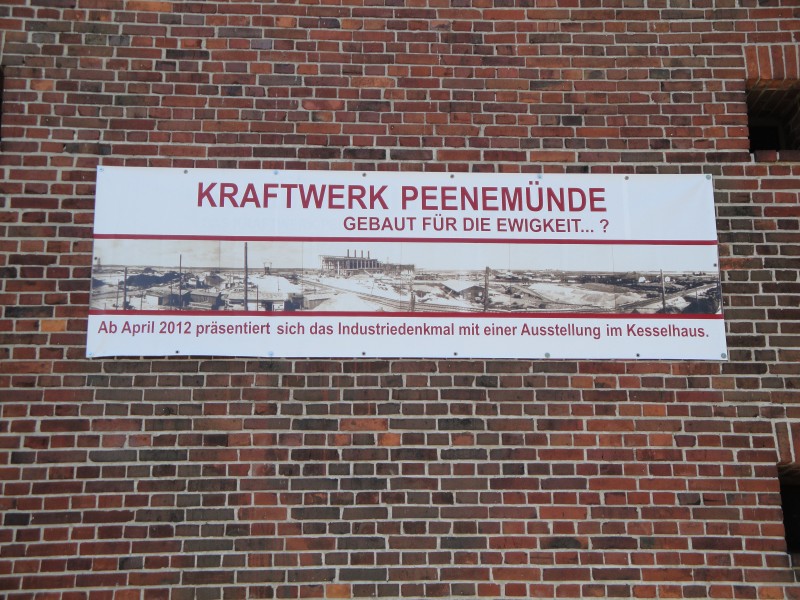 KRAFTWERK PEENEMÜNDE
GEBAUT FÜR DIE EWIGKEIT... ?
Ab April 2012 präsentiert sich das Industriedenkmal mit einer Ausstellung im Kesselhaus.